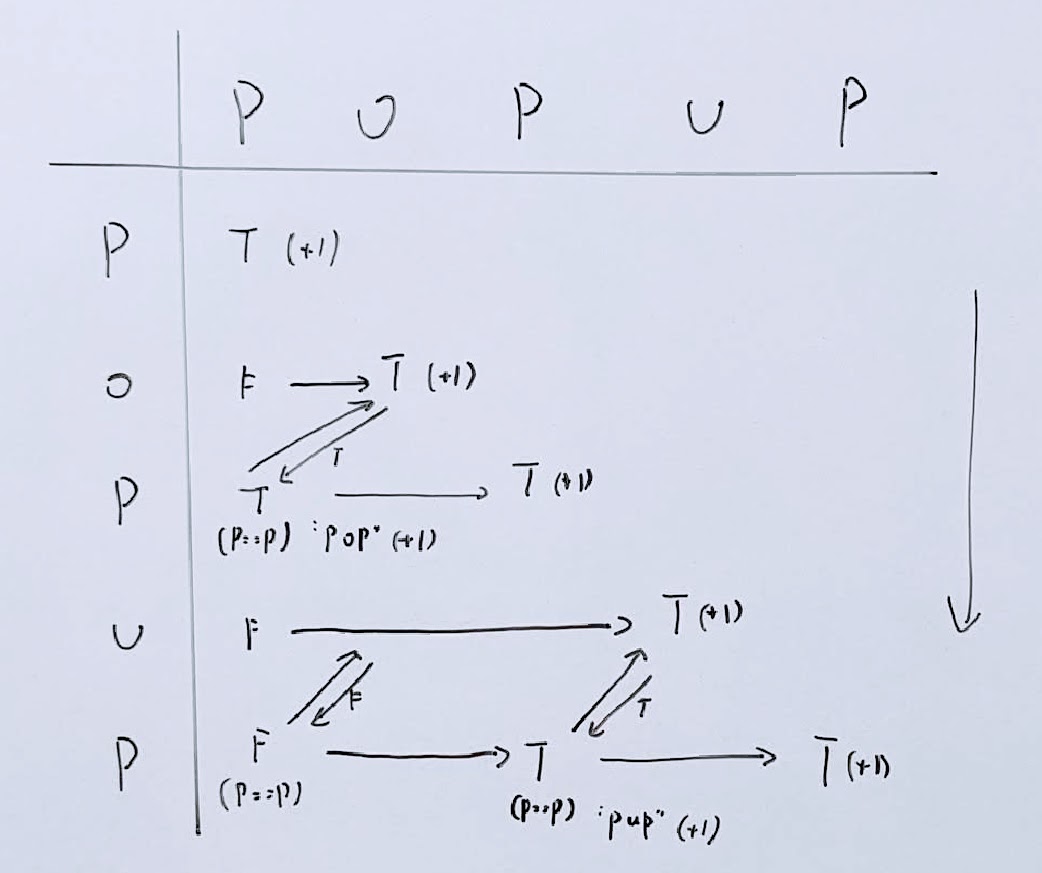 P O P U P
P T (+1)
O F T (+1)
T
P T T (+1)
(P==P) "POP" (+1)
U F T (+1)
F T
P F T T (+1)
(P==P) (P==P) "PUP" (+1)